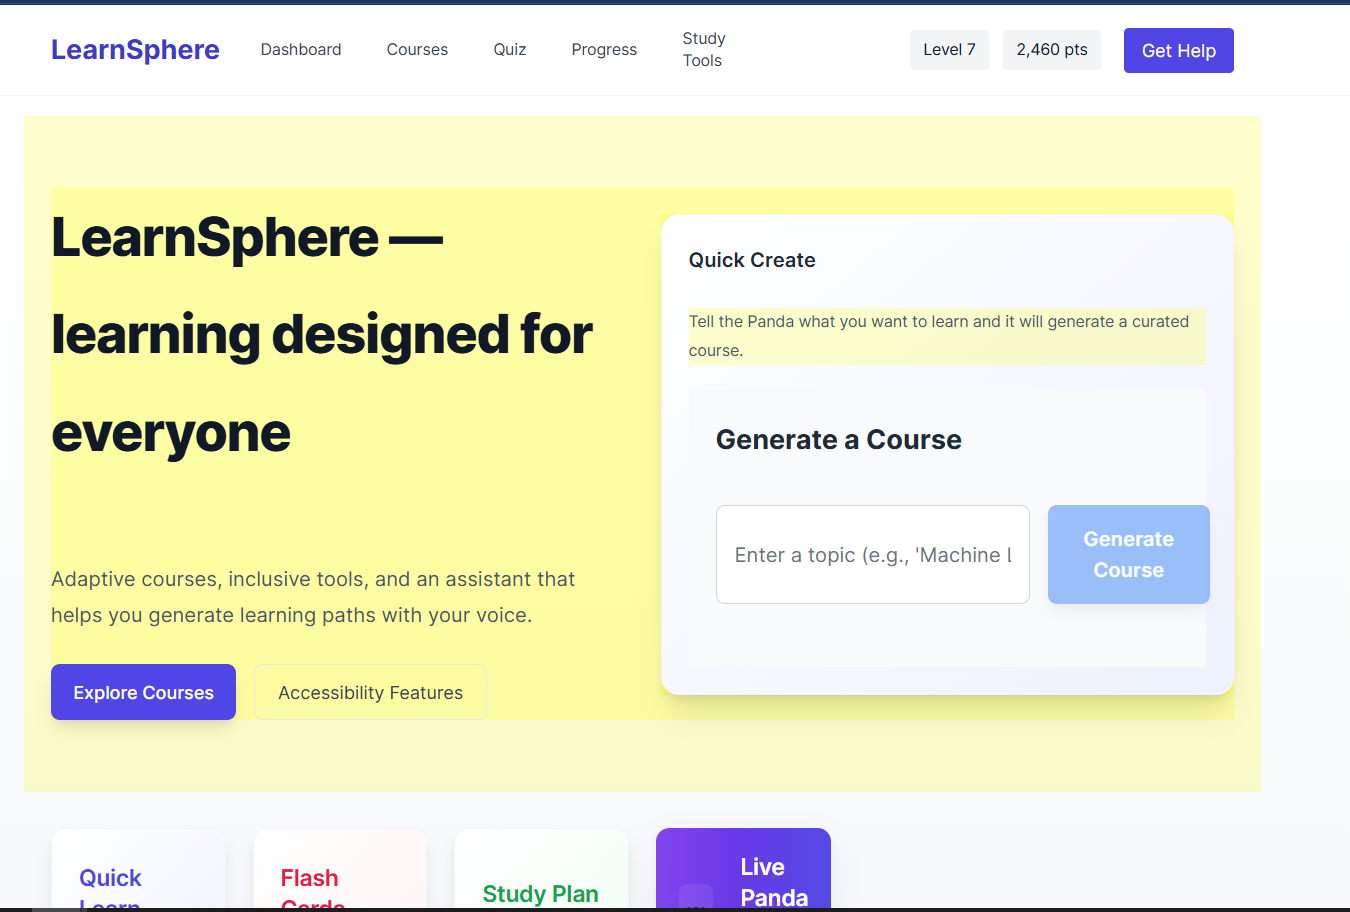 LearnSphere
Dashboard
Courses
Quiz
Progress
Study
Tools
Level 7
2,460 pts
Get Help
LearnSphere —
learning designed for
everyone
Adaptive courses, inclusive tools, and an assistant that
helps you generate learning paths with your voice.
Explore Courses
Accessibility Features
Quick Create
Tell the Panda what you want to learn and it will generate a curated
course.
Generate a Course
Enter a topic (e.g., 'Machine
Generate
Course
Quick
Learn
Flash
Cards
Study Plan
Live
Panda